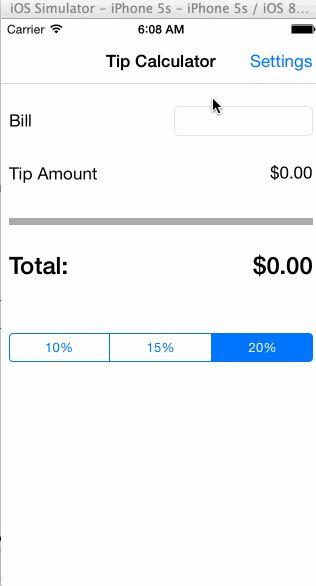 iOS Simulator – iPhone 5s – iPhone 5s / iOS 8...
Carrier 6:08 AM
Tip Calculator Settings
Bill
Tip Amount $0.00
Total: $0.00
10% 15% 20%